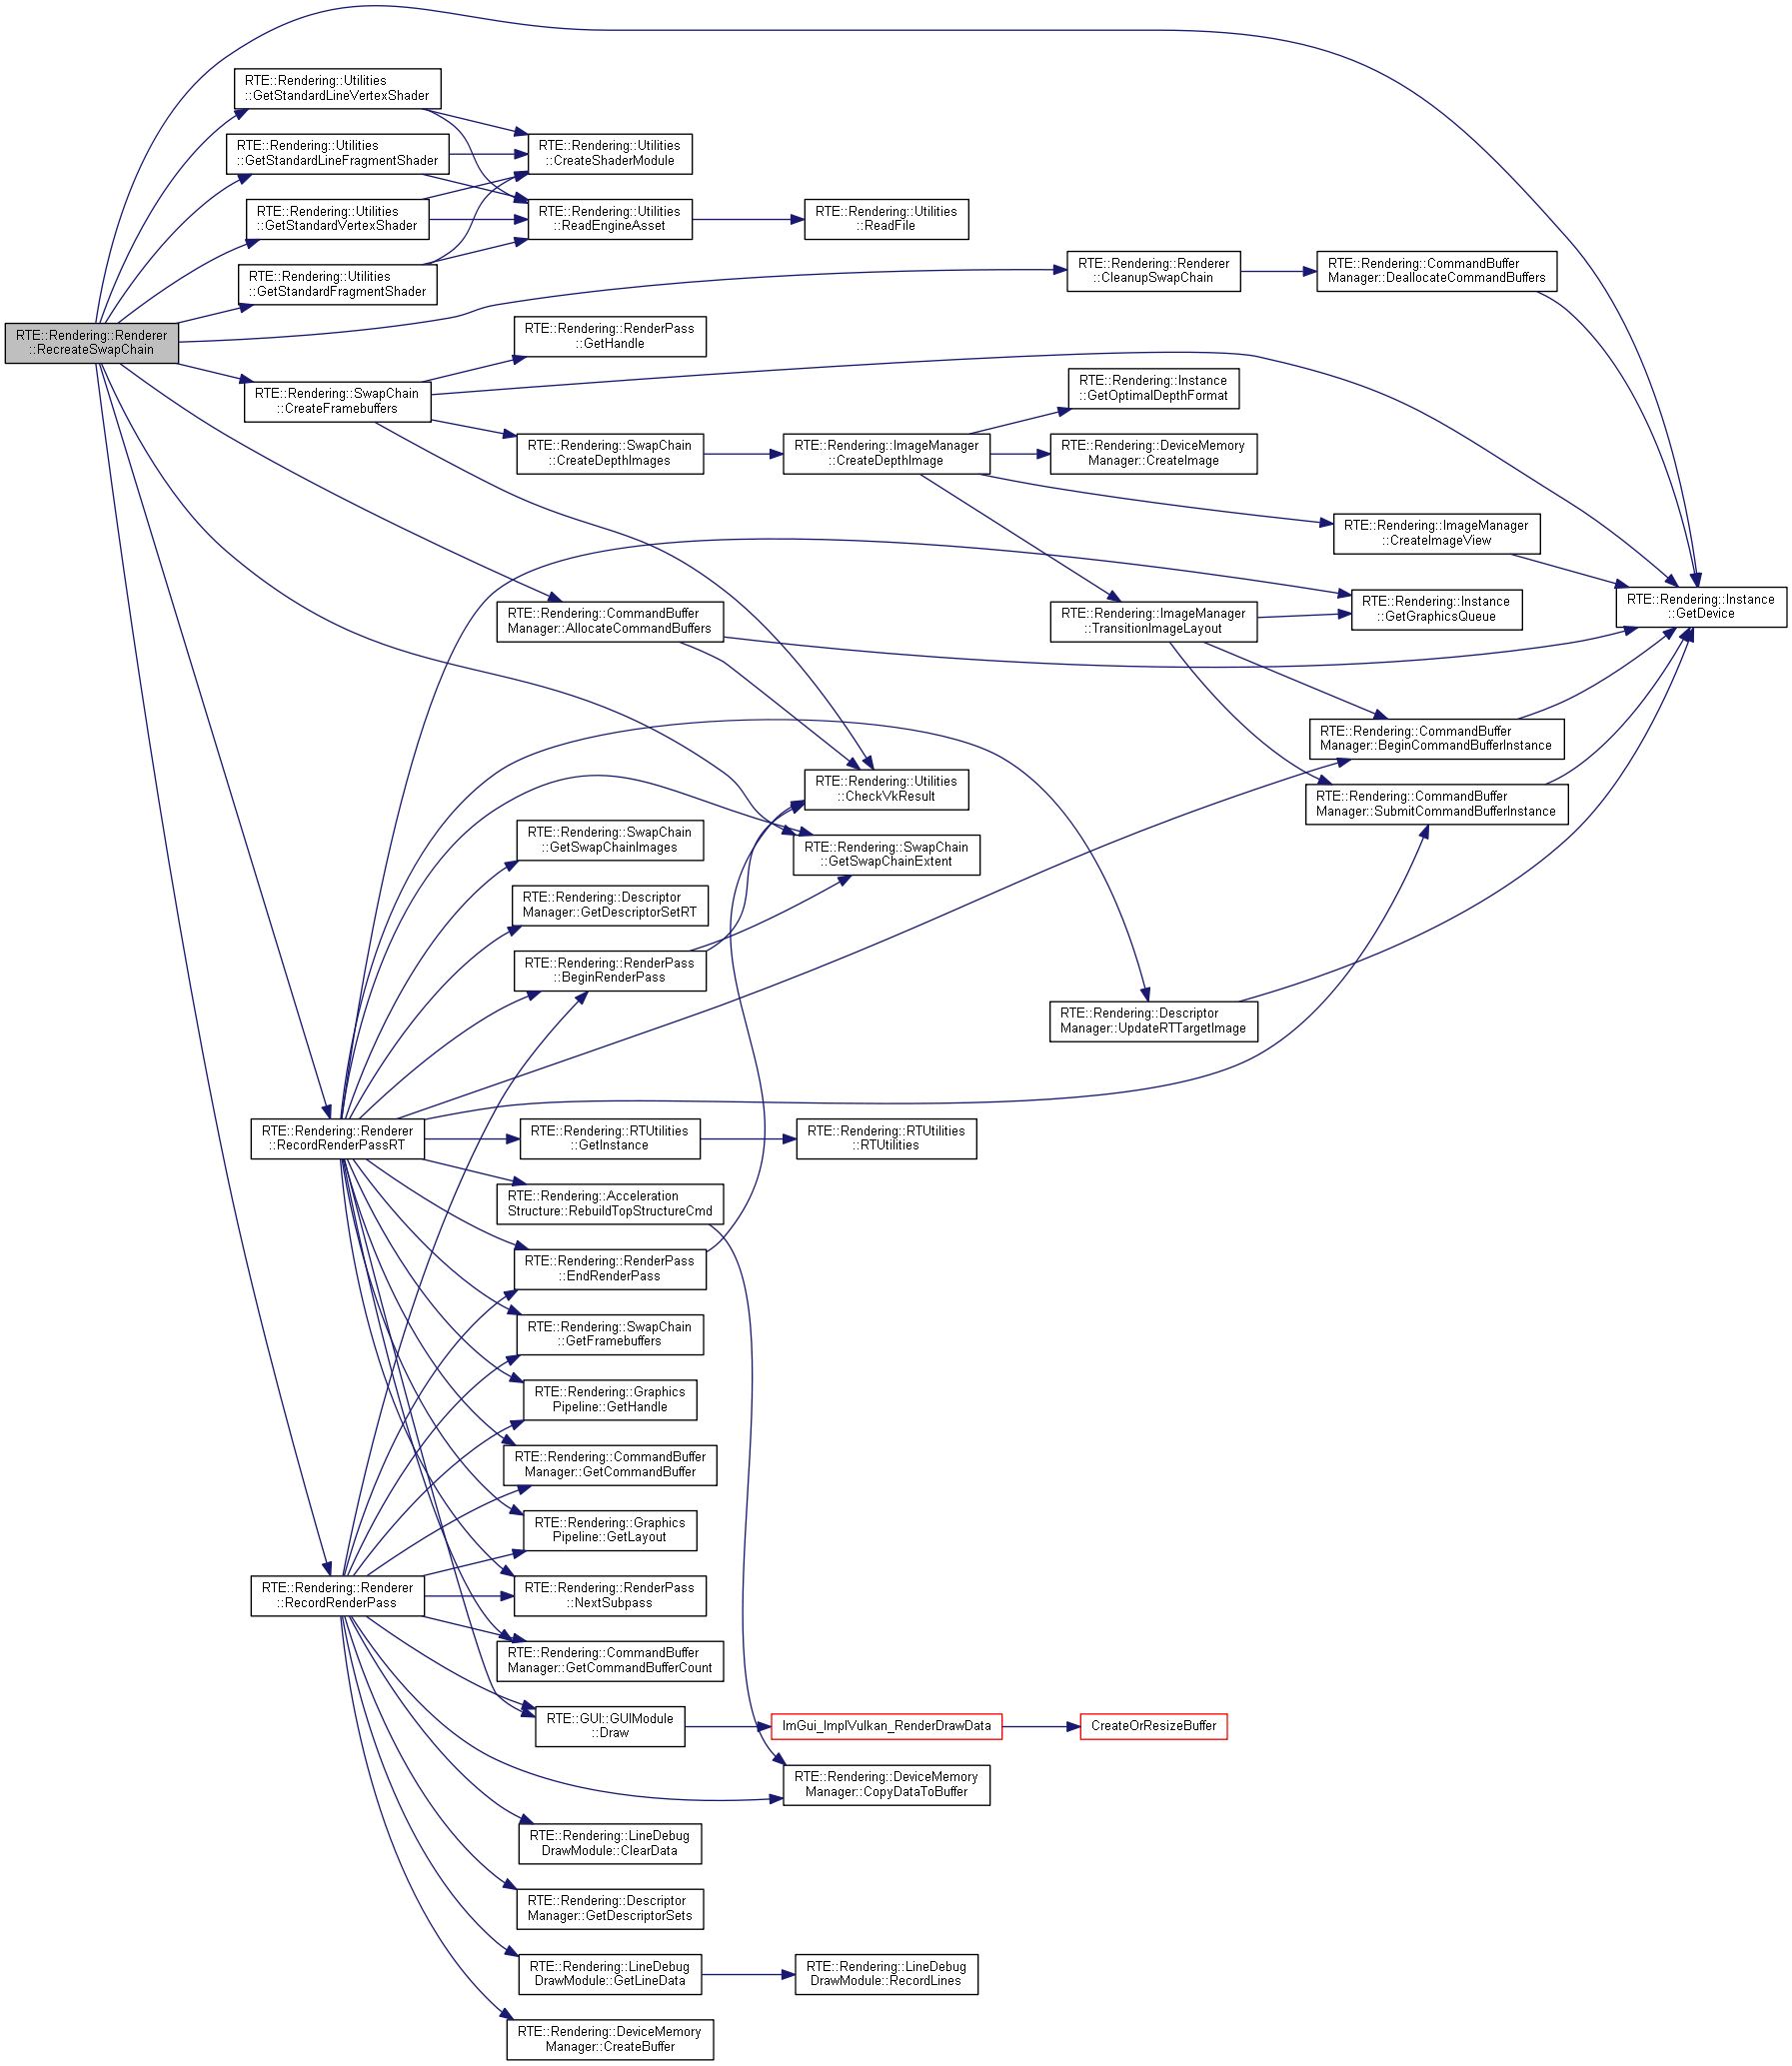 RTE::Rendering::Utilities
::GetStandardLineVertexShader
RTE::Rendering::Utilities
::GetStandardLineFragmentShader
RTE::Rendering::Utilities
::CreateShaderModule
RTE::Rendering::Utilities
::GetStandardVertexShader
RTE::Rendering::Utilities
::ReadEngineAsset
RTE::Rendering::Utilities
::ReadFile
RTE::Rendering::Utilities
::GetStandardFragmentShader
RTE::Rendering::Renderer
::CleanupSwapChain
RTE::Rendering::CommandBuffer
Manager::DeallocateCommandBuffers
RTE::Rendering::Renderer
::RecreateSwapChain
RTE::Rendering::RenderPass
::GetHandle
RTE::Rendering::SwapChain
::CreateFramebuffers
RTE::Rendering::Instance
::GetOptimalDepthFormat
RTE::Rendering::SwapChain
::CreateDepthImages
RTE::Rendering::ImageManager
::CreateDepthImage
RTE::Rendering::DeviceMemory
Manager::CreateImage
RTE::Rendering::ImageManager
::CreateImageView
RTE::Rendering::CommandBuffer
Manager::AllocateCommandBuffers
RTE::Rendering::ImageManager
::TransitionImageLayout
RTE::Rendering::Instance
::GetGraphicsQueue
RTE::Rendering::Instance
::GetDevice
RTE::Rendering::CommandBuffer
Manager::BeginCommandBufferInstance
RTE::Rendering::Utilities
::CheckVkResult
RTE::Rendering::CommandBuffer
Manager::SubmitCommandBufferInstance
RTE::Rendering::SwapChain
::GetSwapChainImages
RTE::Rendering::SwapChain
::GetSwapChainExtent
RTE::Rendering::Descriptor
Manager::GetDescriptorSetRT
RTE::Rendering::RenderPass
::BeginRenderPass
RTE::Rendering::Descriptor
Manager::UpdateRTTargetImage
RTE::Rendering::Renderer
::RecordRenderPassRT
RTE::Rendering::RTUtilities
::GetInstance
RTE::Rendering::RTUtilities
::RTUtilities
RTE::Rendering::Acceleration
Structure::RebuildTopStructureCmd
RTE::Rendering::RenderPass
::EndRenderPass
RTE::Rendering::SwapChain
::GetFramebuffers
RTE::Rendering::Graphics
Pipeline::GetHandle
RTE::Rendering::CommandBuffer
Manager::GetCommandBuffer
RTE::Rendering::Graphics
Pipeline::GetLayout
RTE::Rendering::Renderer
::RecordRenderPass
RTE::Rendering::RenderPass
::NextSubpass
RTE::Rendering::CommandBuffer
Manager::GetCommandBufferCount
RTE::GUI::GUIModule
::Draw
ImGui_ImplVulkan_RenderDrawData
CreateOrResizeBuffer
RTE::Rendering::DeviceMemory
Manager::CopyDataToBuffer
RTE::Rendering::LineDebug
DrawModule::ClearData
RTE::Rendering::Descriptor
Manager::GetDescriptorSets
RTE::Rendering::LineDebug
DrawModule::GetLineData
RTE::Rendering::LineDebug
DrawModule::RecordLines
RTE::Rendering::DeviceMemory
Manager::CreateBuffer